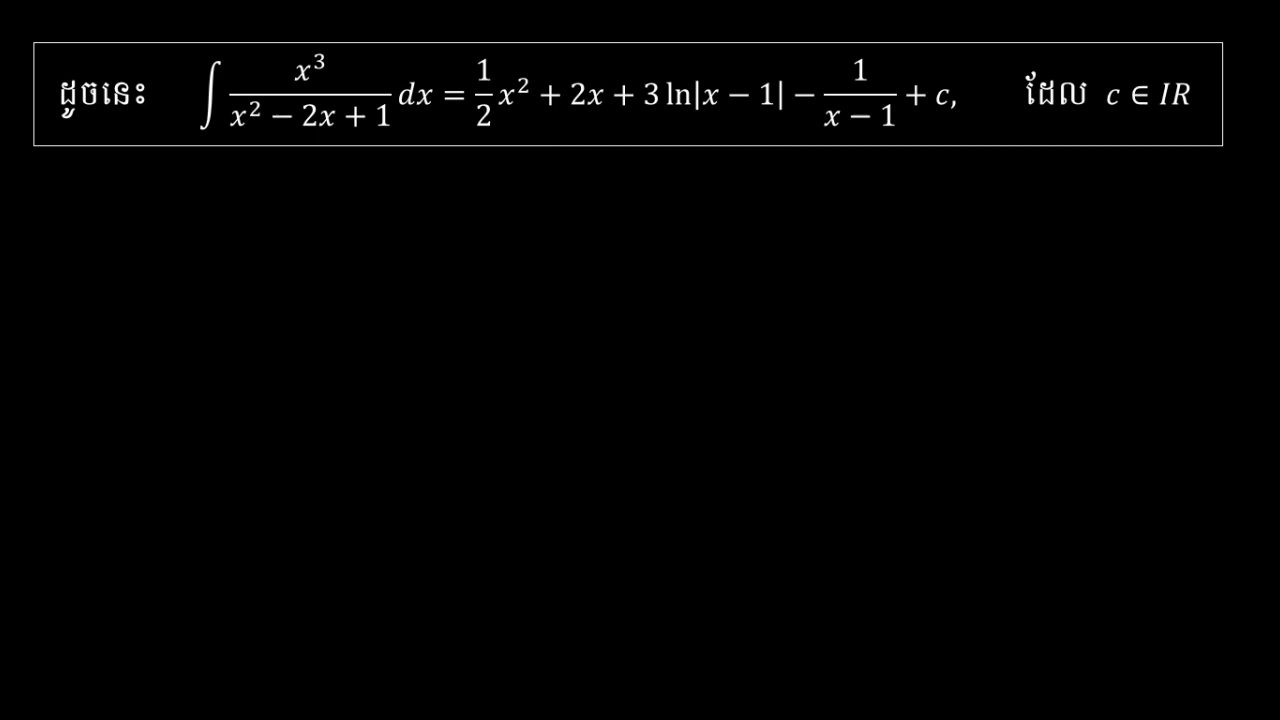 ដូចនេះ ∫ x³/(x² − 2x + 1) dx = 1/2 x² + 2x + 3 ln|x − 1| − 1/(x − 1) + c, ដែល c ∈ IR